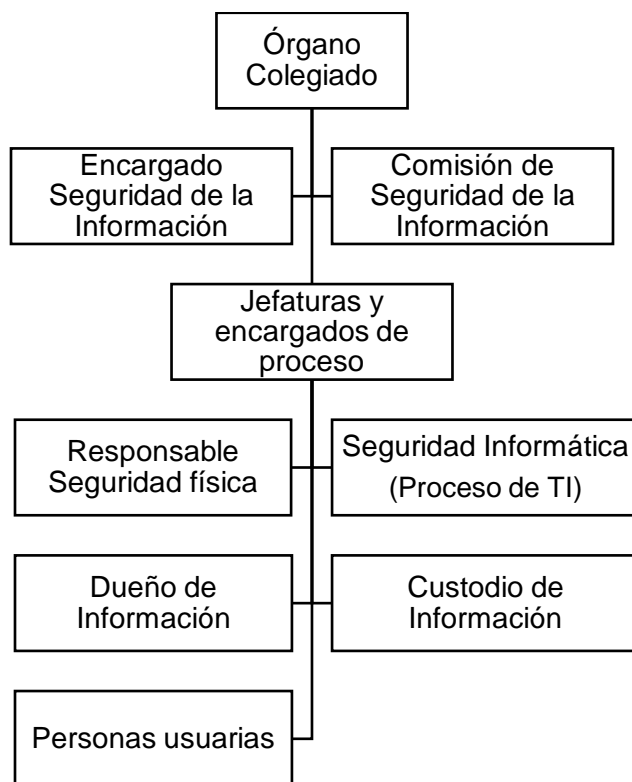 Órgano
Colegiado
Encargado
Seguridad de la
Información
Comisión de
Seguridad de la
Información
Jefaturas y
encargados de
proceso
Responsable
Seguridad física
Seguridad Informática
(Proceso de TI)
Dueño de
Información
Custodio de
Información
Personas usuarias